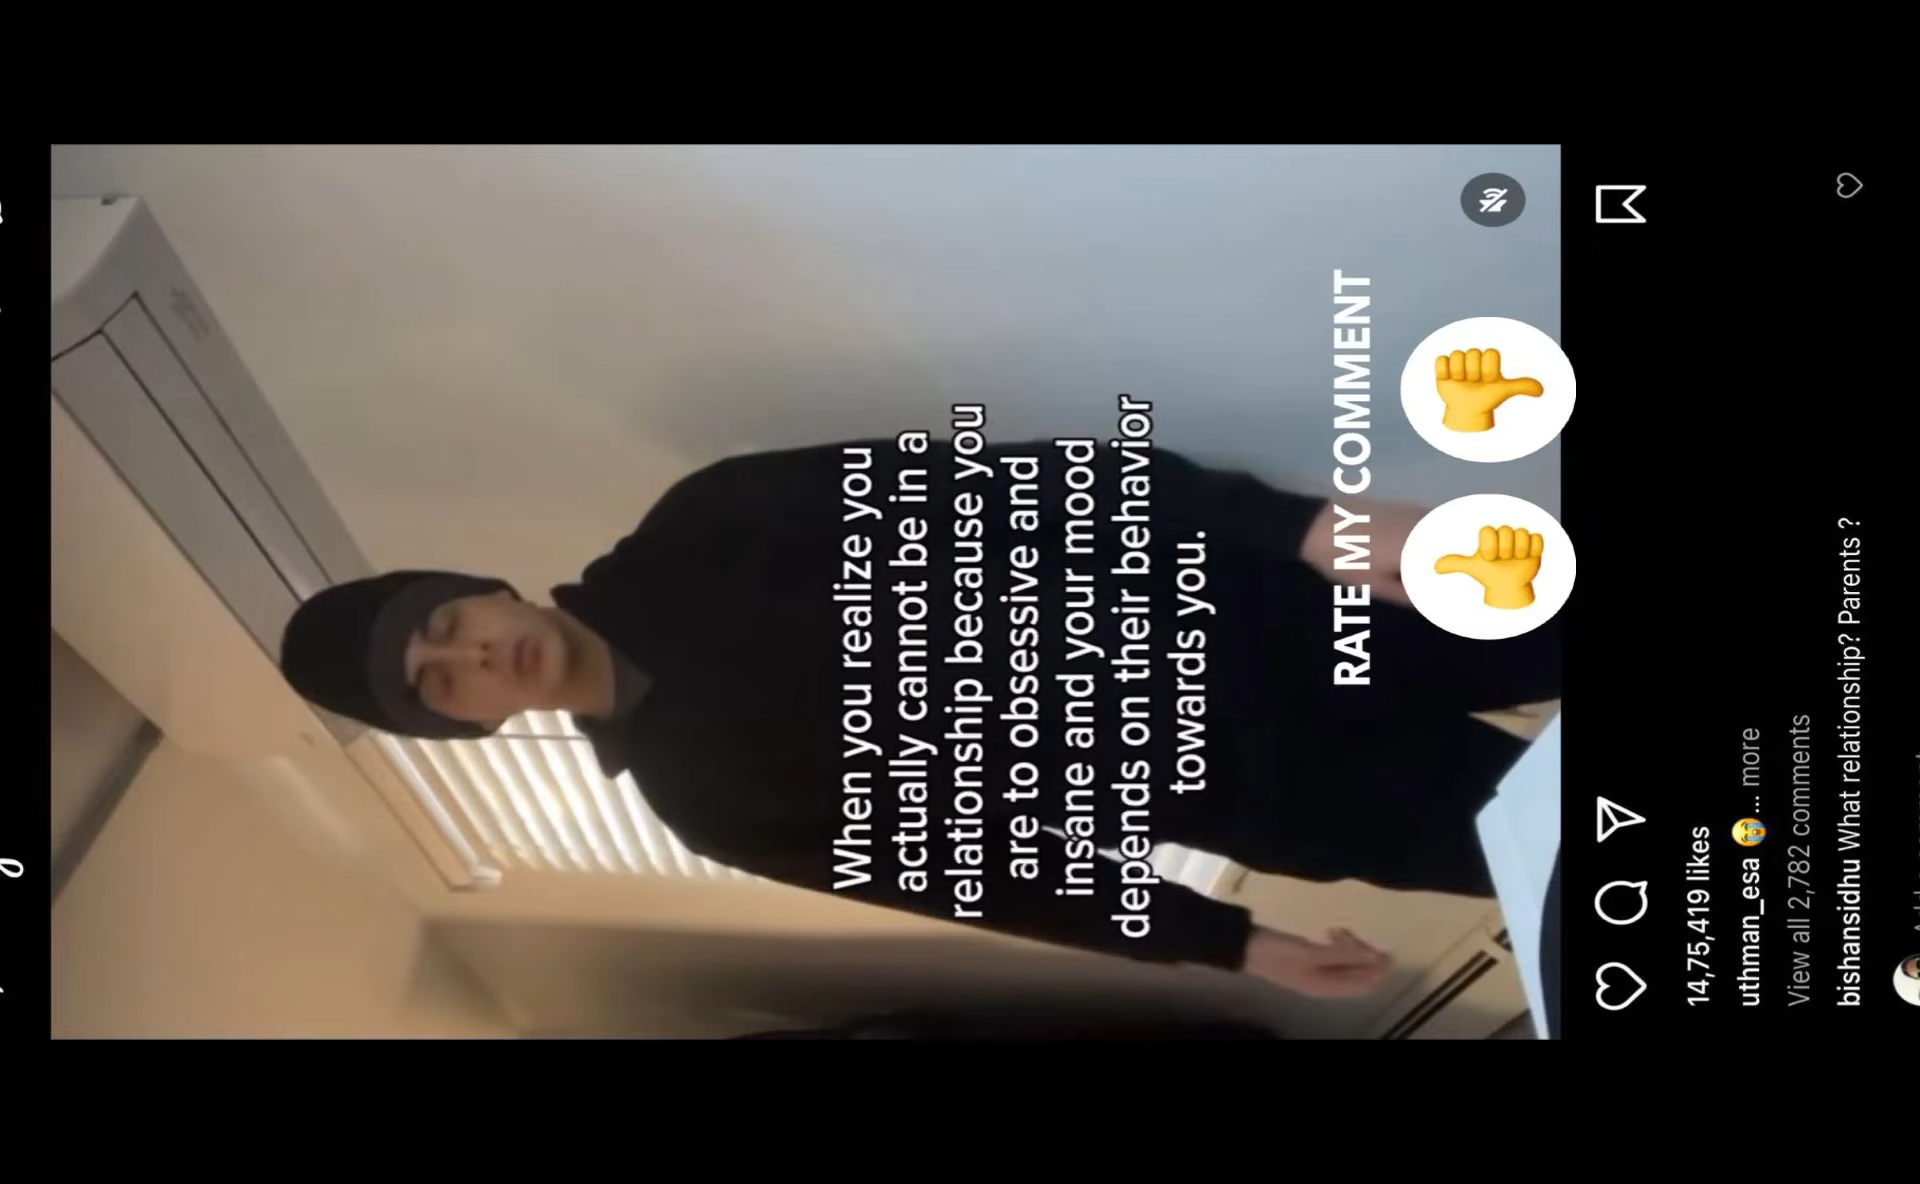 When you realize you
actually cannot be in a
relationship because you
are to obsessive and
insane and your mood
depends on their behavior
towards you.
RATE MY COMMENT
14,75,419 likes
uthman_esa 😭... more
View all 2,782 comments
bishansidhu What relationship? Parents ?